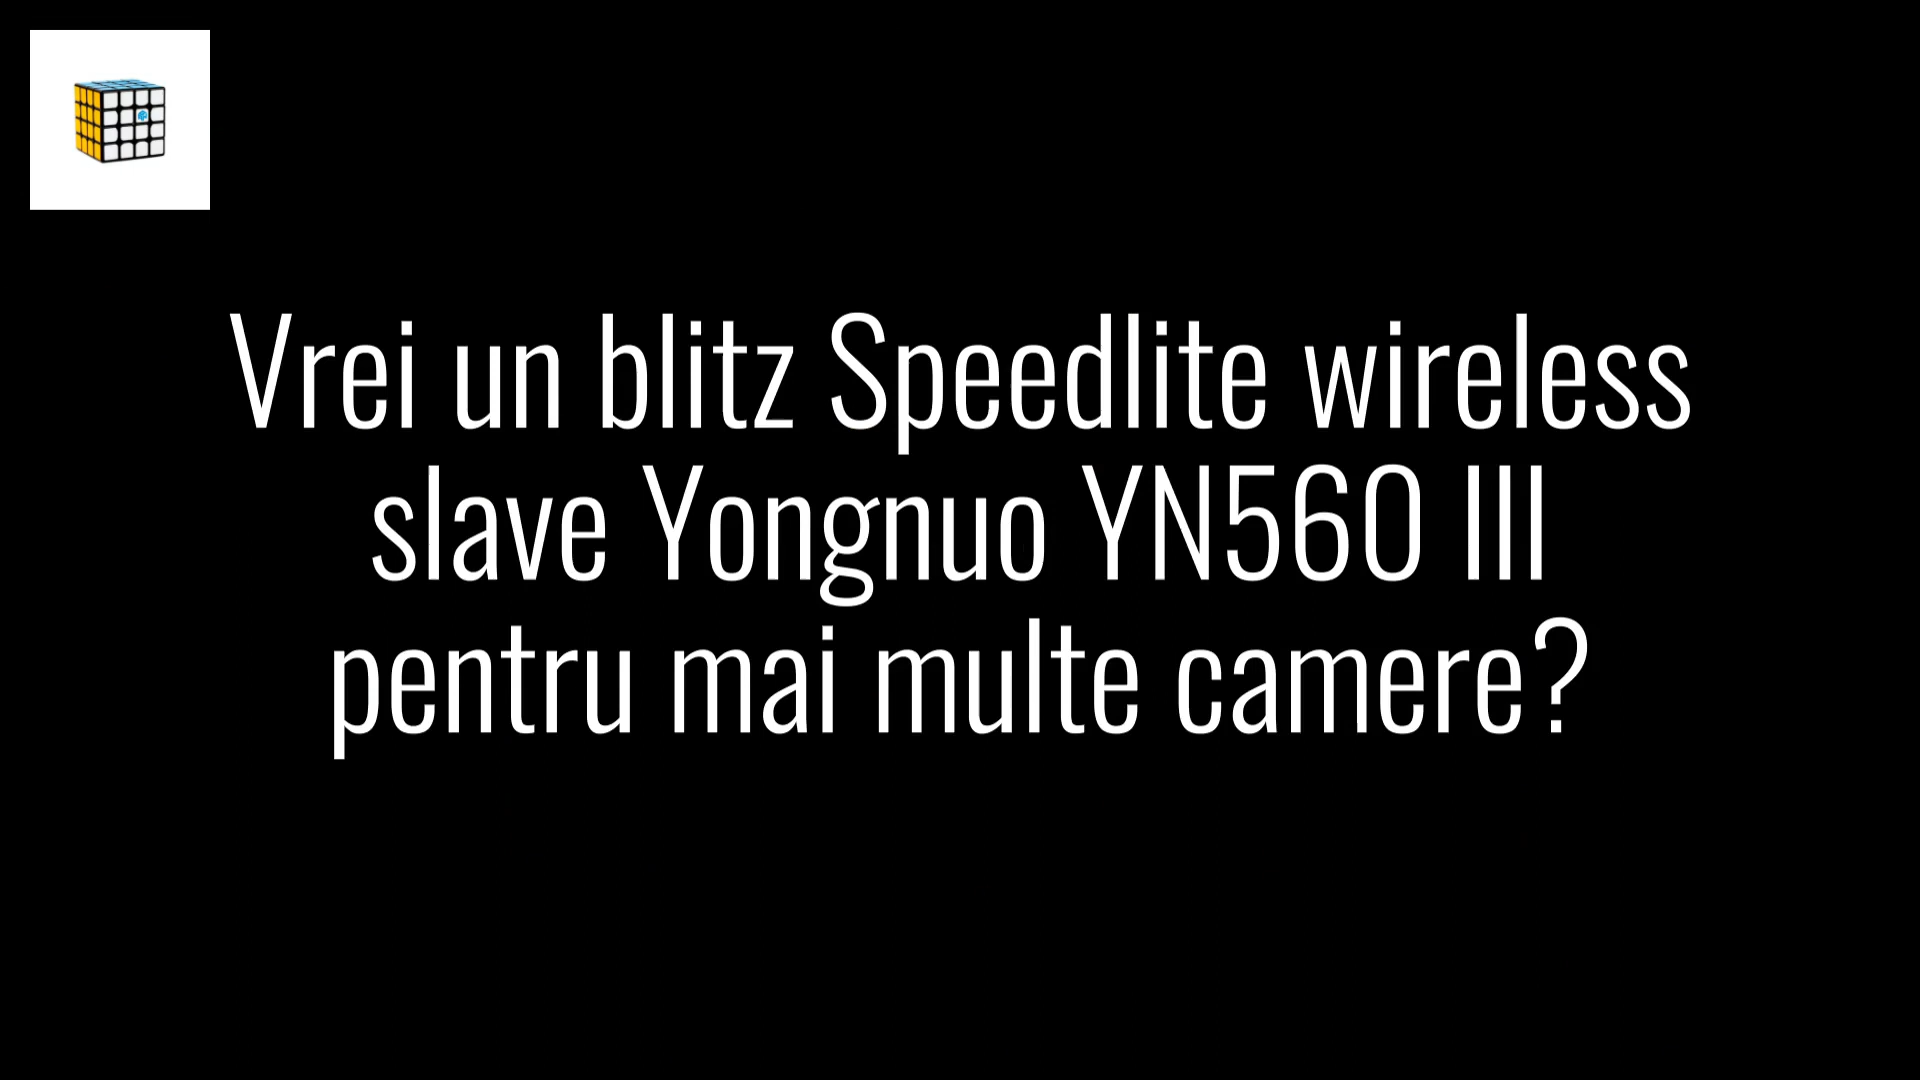 Vrei un blitz Speedlite wireless
slave Yongnuo YN560 III
pentru mai multe camere?